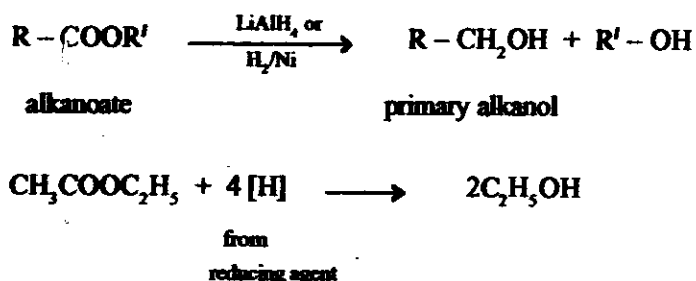 LiAlH₄ or
R – COOR' ⟶ R – CH₂OH + R' – OH
H₂/Ni
alkanoate primary alkanol
CH₃COOC₂H₅ + 4 [H] ⟶ 2C₂H₅OH
from
reducing agent